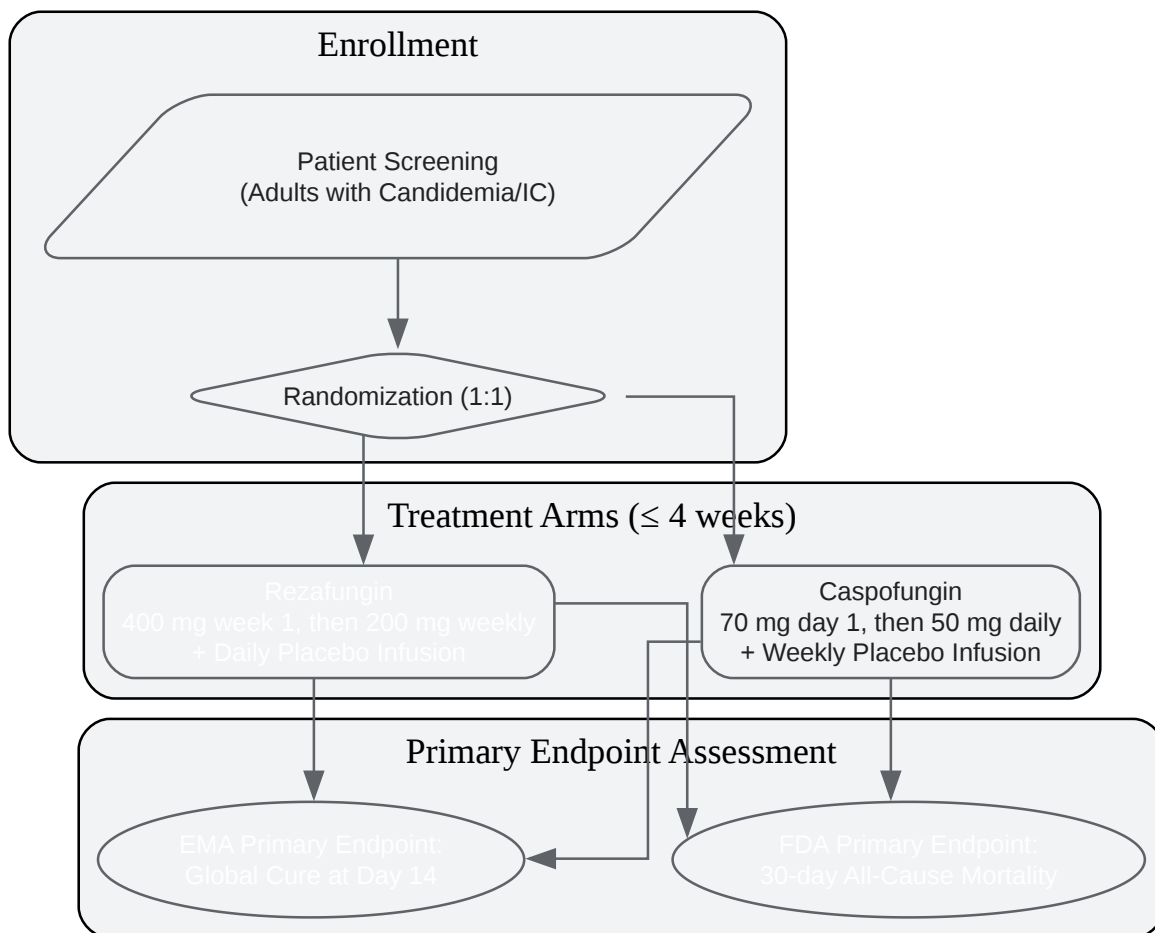 Enrollment
Patient Screening
(Adults with Candidemia/IC)
Randomization (1:1)
Treatment Arms (≤ 4 weeks)
Rezafungin
400 mg week 1, then 200 mg weekly
+ Daily Placebo Infusion
Caspofungin
70 mg day 1, then 50 mg daily
+ Weekly Placebo Infusion
Primary Endpoint Assessment
EMA Primary Endpoint:
Global Cure at Day 14
FDA Primary Endpoint:
30-day All-Cause Mortality